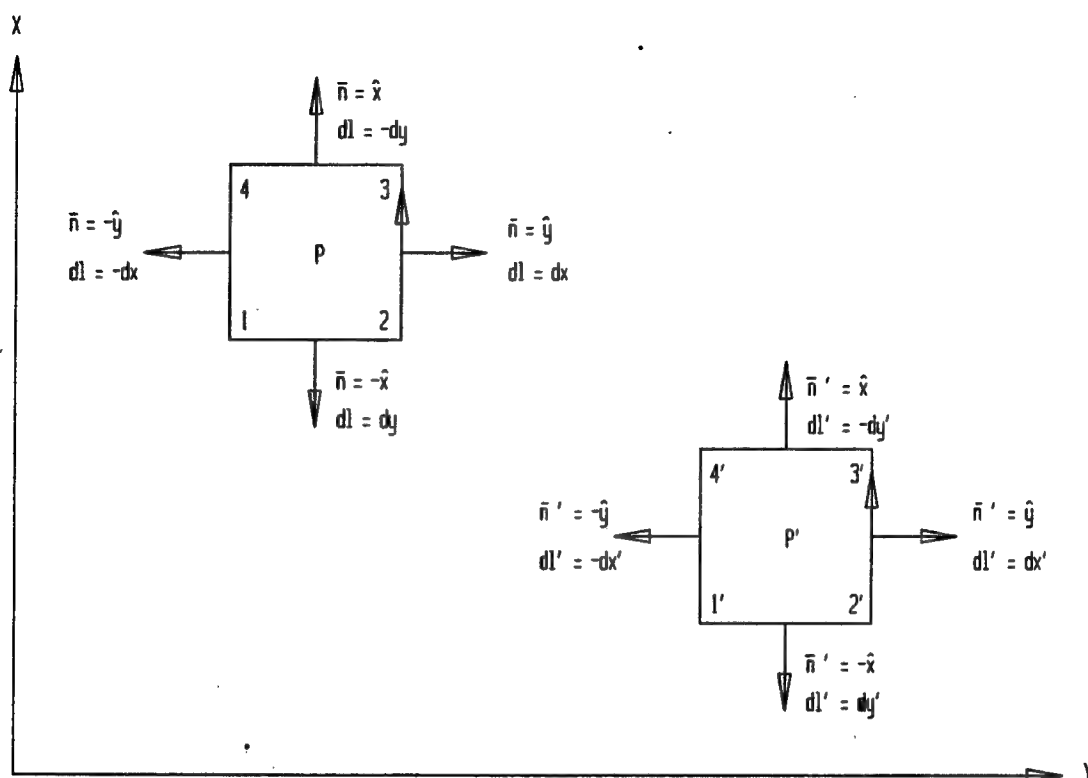 X
n̄ = x̂
dl = -dy
4
3
n̄ = -ŷ
dl = -dx
P
n̄ = ŷ
dl = dx
1
2
n̄ = -x̂
dl = dy
n̄ ' = x̂
dl' = -dy'
4'
3'
n̄ ' = -ŷ
dl' = -dx'
P'
n̄ ' = ŷ
dl' = dx'
1'
2'
n̄ ' = -x̂
dl' = dy'